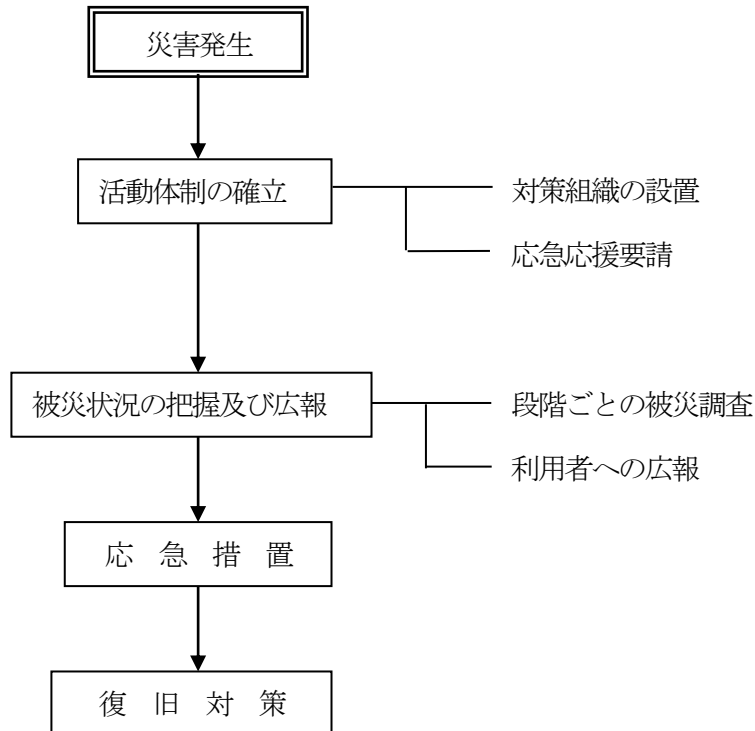 災害発生
活動体制の確立
対策組織の設置
応急応援要請
被災状況の把握及び広報
段階ごとの被災調査
利用者への広報
応 急 措 置
復 旧 対 策